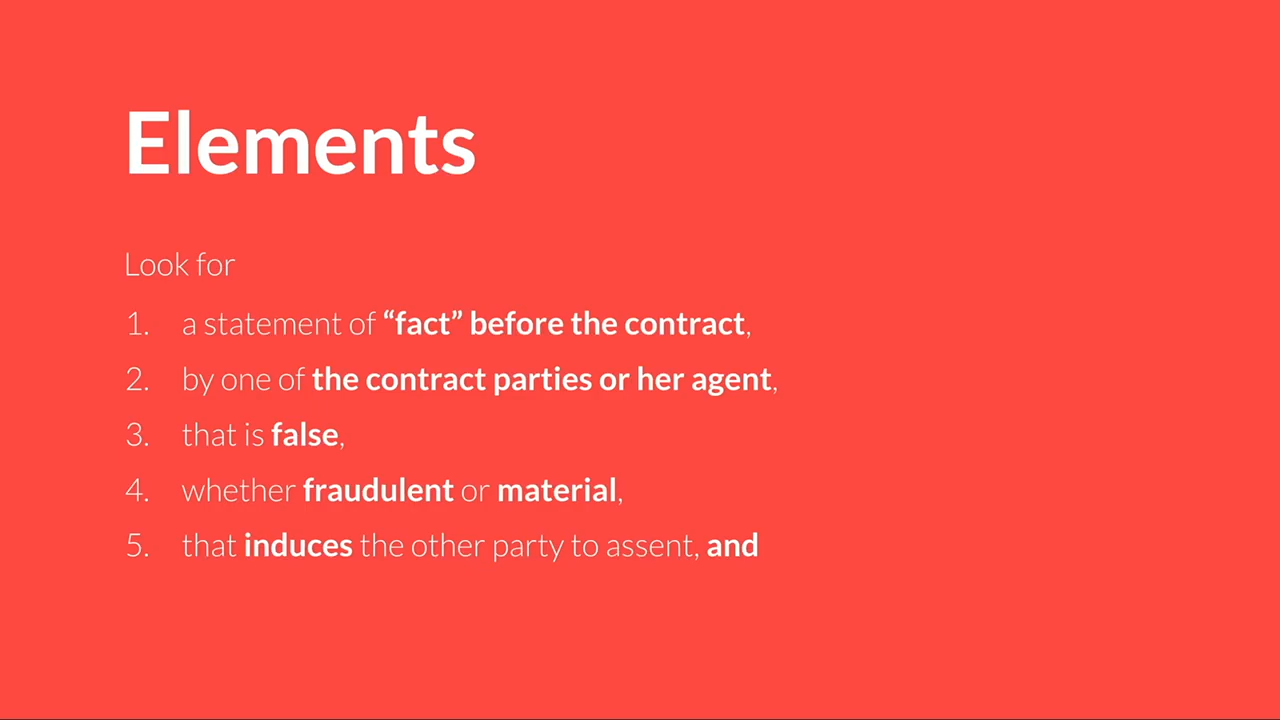 Elements
Look for
1. a statement of “fact” before the contract,
2. by one of the contract parties or her agent,
3. that is false,
4. whether fraudulent or material,
5. that induces the other party to assent, and